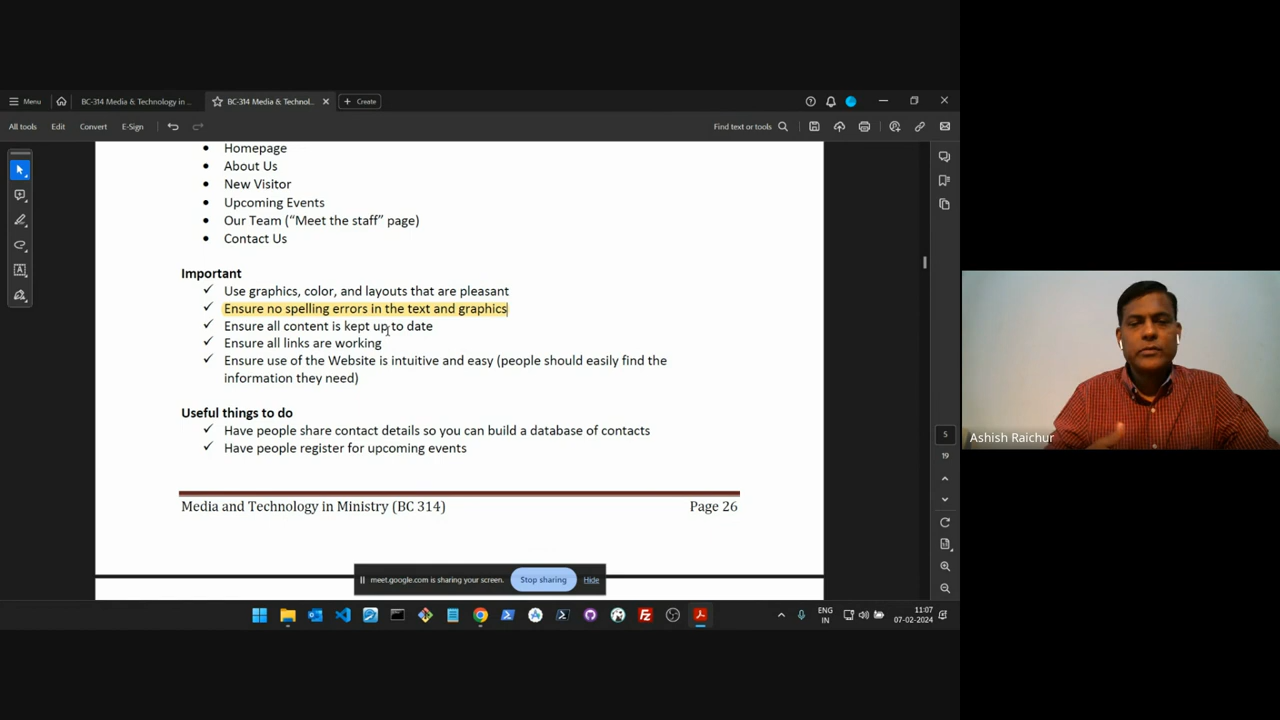 Menu
BC-314 Media & Technology in ...
BC-314 Media & Technol...
Create
All tools
Edit
Convert
E-Sign
Find text or tools
• Homepage
• About Us
• New Visitor
• Upcoming Events
• Our Team (“Meet the staff” page)
• Contact Us
Important
✓ Use graphics, color, and layouts that are pleasant
✓ Ensure no spelling errors in the text and graphics
✓ Ensure all content is kept up to date
✓ Ensure all links are working
✓ Ensure use of the Website is intuitive and easy (people should easily find the
information they need)
Useful things to do
✓ Have people share contact details so you can build a database of contacts
✓ Have people register for upcoming events
Media and Technology in Ministry (BC 314) Page 26
5
19
Ashish Raichur
meet.google.com is sharing your screen.
Stop sharing
Hide
ENG
IN
11:07
07-02-2024